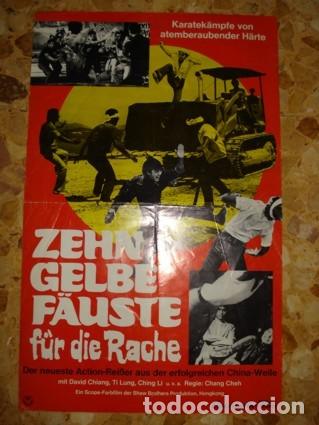 Karatekämpfe von
atemberaubender Härte
ZEHN
GELBE
FÄUSTE
für die Rache
Der neueste Action-Reißer aus der erfolgreichen China-Welle
mit David Chiang, Ti Lung, Ching Li u.v.a. Regie: Chang Cheh
Ein Scope-Farbfilm der Shaw Brothers Produktion, Hongkong
todocoleccion.net